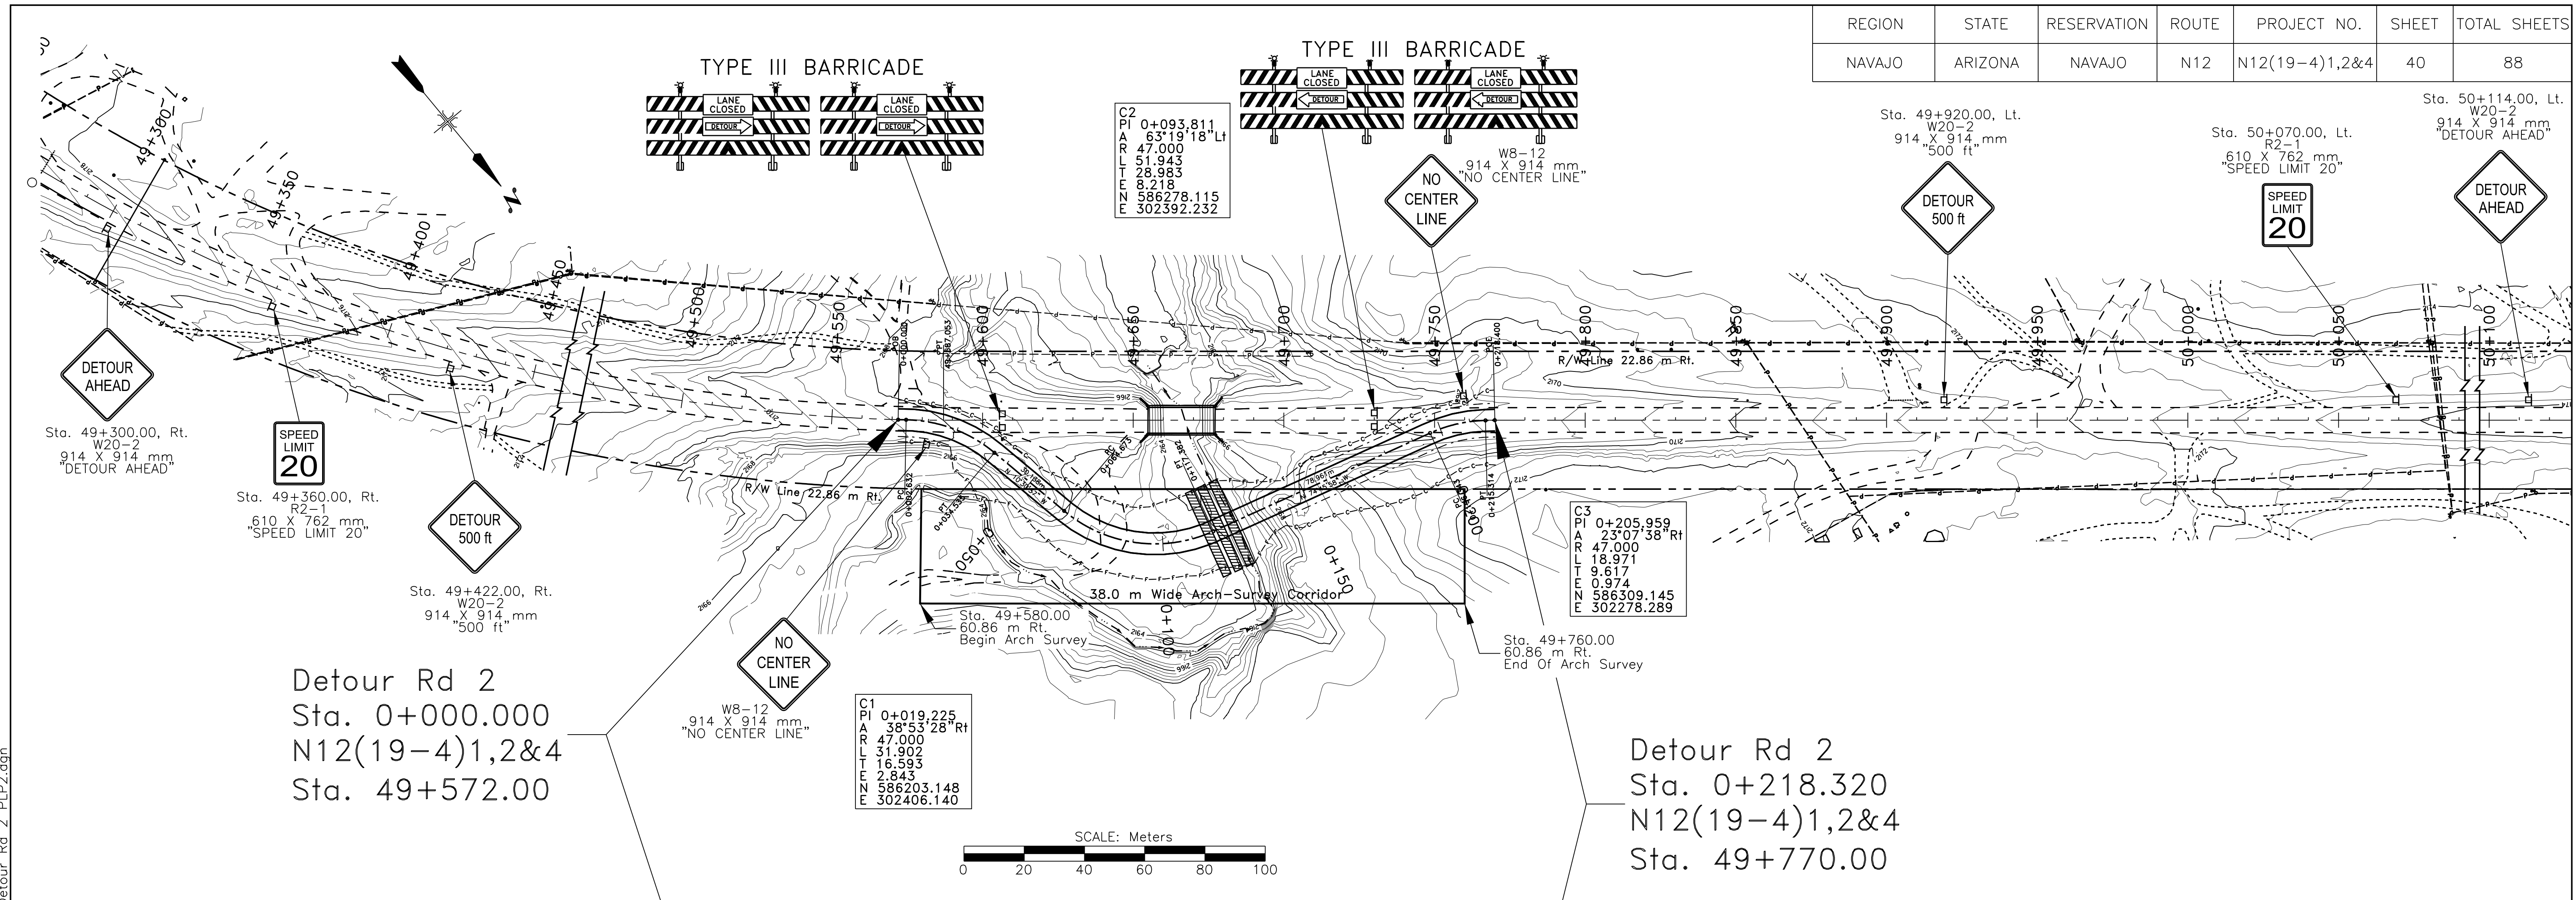 REGION STATE RESERVATION ROUTE PROJECT NO. SHEET TOTAL SHEETS
NAVAJO ARIZONA NAVAJO N12 N12(19-4)1,2&4 40 88
TYPE III BARRICADE
LANE CLOSED
DETOUR
LANE CLOSED
DETOUR
TYPE III BARRICADE
LANE CLOSED
DETOUR
LANE CLOSED
DETOUR
C2
PI 0+093.811
A 63°19'18"Lt
R 47.000
L 51.943
T 28.983
E 8.218
N 586278.115
E 302392.232
W8-12
914 X 914 mm
"NO CENTER LINE"
NO
CENTER
LINE
Sta. 49+920.00, Lt.
W20-2
914 X 914 mm
"500 ft"
DETOUR
500 ft
Sta. 50+070.00, Lt.
R2-1
610 X 762 mm
"SPEED LIMIT 20"
SPEED
LIMIT
20
Sta. 50+114.00, Lt.
W20-2
914 X 914 mm
"DETOUR AHEAD"
DETOUR
AHEAD
N
49+300
49+350
49+400
49+450
49+500
49+550
49+600
49+650
49+700
49+750
49+800
49+850
49+900
49+950
50+000
50+050
50+100
R/W Line 22.86 m Rt.
R/W Line 22.86 m Rt.
DETOUR
AHEAD
Sta. 49+300.00, Rt.
W20-2
914 X 914 mm
"DETOUR AHEAD"
SPEED
LIMIT
20
Sta. 49+360.00, Rt.
R2-1
610 X 762 mm
"SPEED LIMIT 20"
DETOUR
500 ft
Sta. 49+422.00, Rt.
W20-2
914 X 914 mm
"500 ft"
0+050
0+100
0+150
38.0 m Wide Arch-Survey Corridor
Sta. 49+580.00
60.86 m Rt.
Begin Arch Survey
Sta. 49+760.00
60.86 m Rt.
End Of Arch Survey
C3
PI 0+205.959
A 23°07'38"Rt
R 47.000
L 18.971
T 9.617
E 0.974
N 586309.145
E 302278.289
NO
CENTER
LINE
W8-12
914 X 914 mm
"NO CENTER LINE"
C1
PI 0+019.225
A 38°53'28"Rt
R 47.000
L 31.902
T 16.593
E 2.843
N 586203.148
E 302406.140
Detour Rd 2
Sta. 0+000.000
N12(19-4)1,2&4
Sta. 49+572.00
Detour Rd 2
Sta. 0+218.320
N12(19-4)1,2&4
Sta. 49+770.00
SCALE: Meters
0 20 40 60 80 100
Detour Rd 2 PLP2.dgn